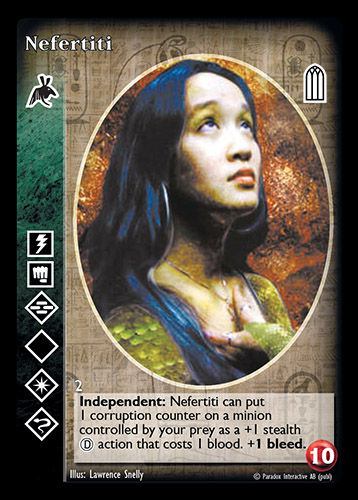 Nefertiti
2
Independent: Nefertiti can put
1 corruption counter on a minion
controlled by your prey as a +1 stealth
Ⓓ action that costs 1 blood. +1 bleed.
10
Illus: Lawrence Snelly
© Paradox Interactive AB (publ)